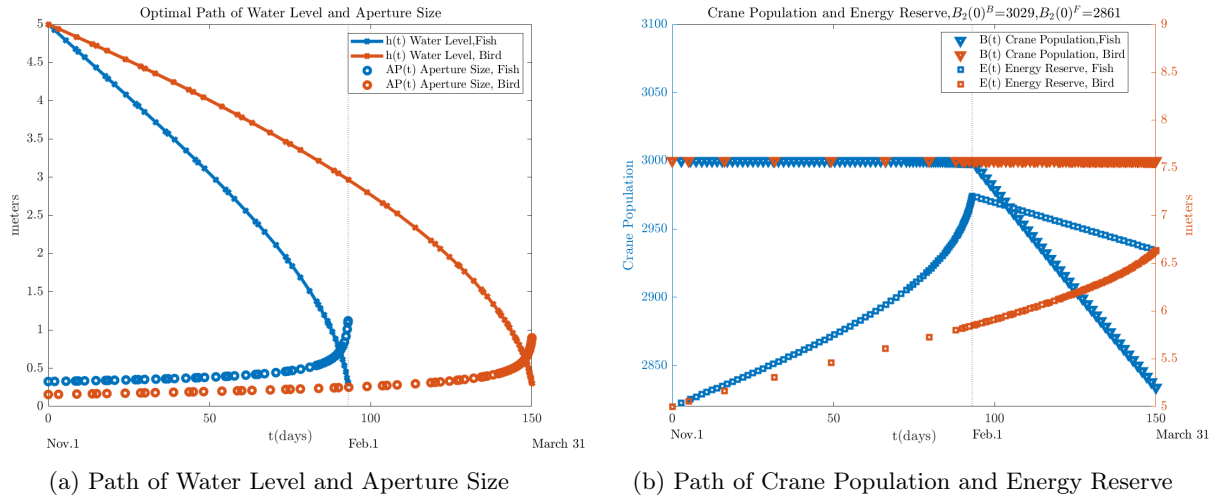 Optimal Path of Water Level and Aperture Size
h(t) Water Level,Fish
h(t) Water Level, Bird
AP(t) Aperture Size, Fish
AP(t) Aperture Size, Bird
5
4.5
4
3.5
3
2.5
2
1.5
1
0.5
0
meters
0
50
100
150
t(days)
Nov.1
Feb.1
March 31
(a) Path of Water Level and Aperture Size
Crane Population and Energy Reserve,$B_2(0)^B$=3029,$B_2(0)^F$=2861
B(t) Crane Population,Fish
B(t) Crane Population, Bird
E(t) Energy Reserve, Fish
E(t) Energy Reserve, Bird
3100
3050
3000
2950
2900
2850
Crane Population
9
8.5
8
7.5
7
6.5
6
5.5
5
meters
0
50
100
150
t(days)
Nov.1
Feb.1
March 31
(b) Path of Crane Population and Energy Reserve